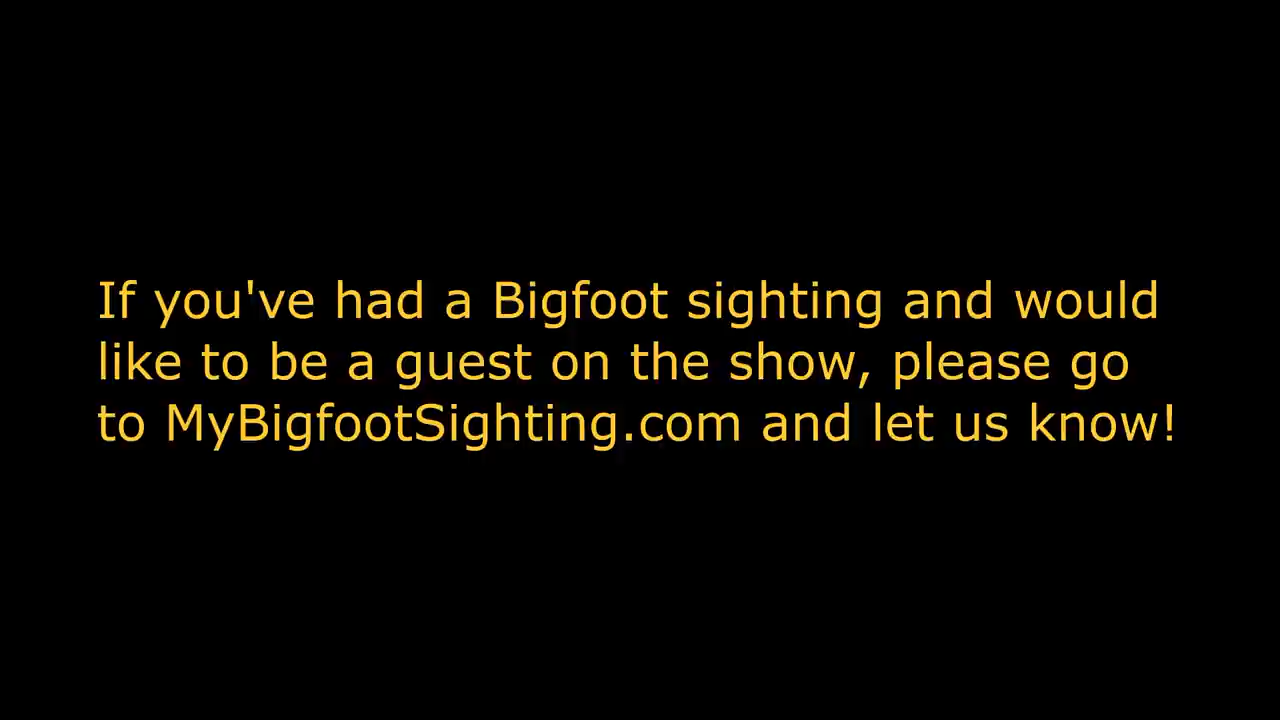 If you've had a Bigfoot sighting and would
like to be a guest on the show, please go
to MyBigfootSighting.com and let us know!